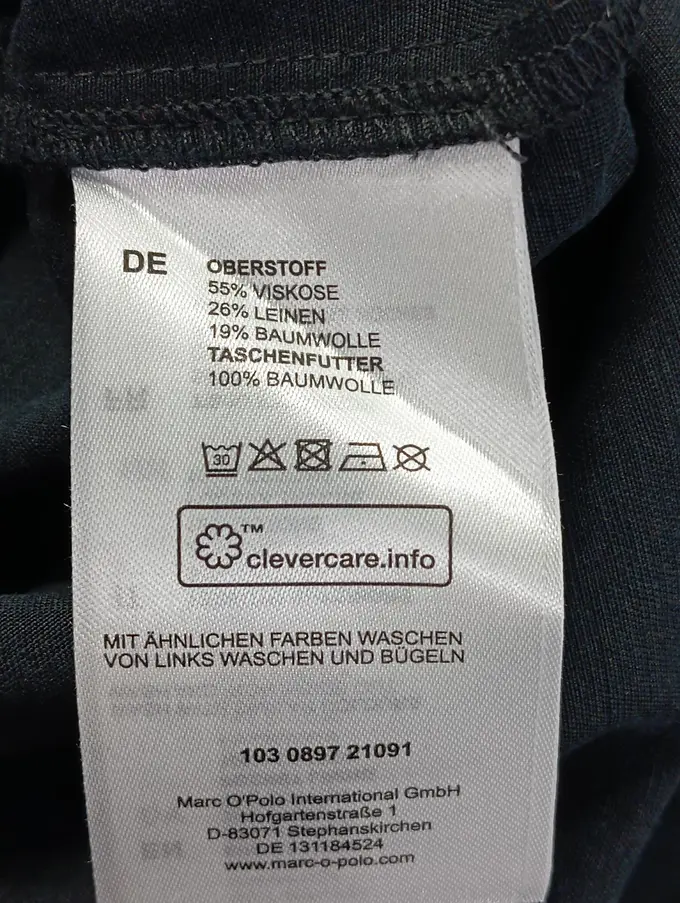 DE OBERSTOFF
55% VISKOSE
26% LEINEN
19% BAUMWOLLE
TASCHENFUTTER
100% BAUMWOLLE
30
™
clevercare.info
MIT ÄHNLICHEN FARBEN WASCHEN
VON LINKS WASCHEN UND BÜGELN
103 0897 21091
Marc O'Polo International GmbH
Hofgartenstraße 1
D-83071 Stephanskirchen
DE 131184524
www.marc-o-polo.com